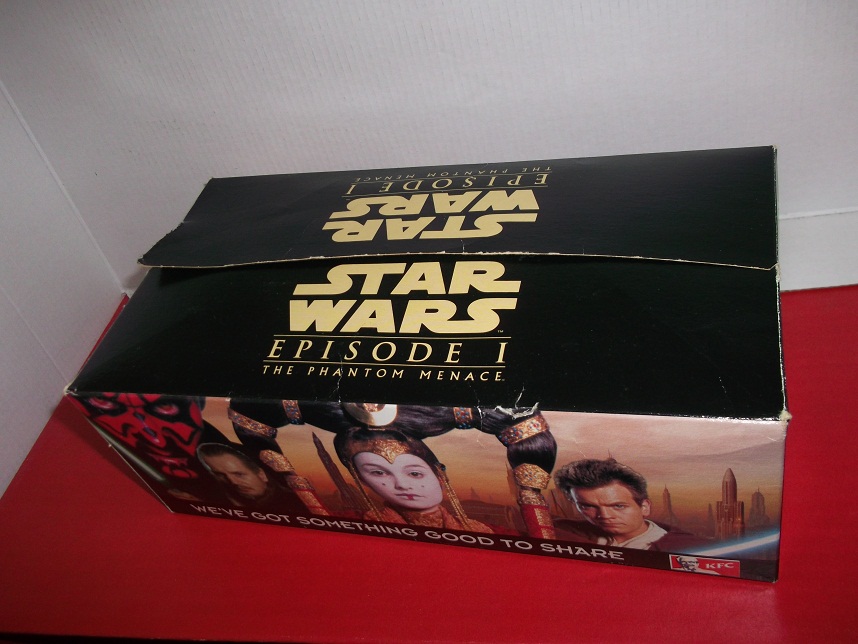 THE PHANTOM MENACE
EPISODE I
STAR
WARS
STAR
WARS™
EPISODE I
THE PHANTOM MENACE
WE'VE GOT SOMETHING GOOD TO SHARE
KFC